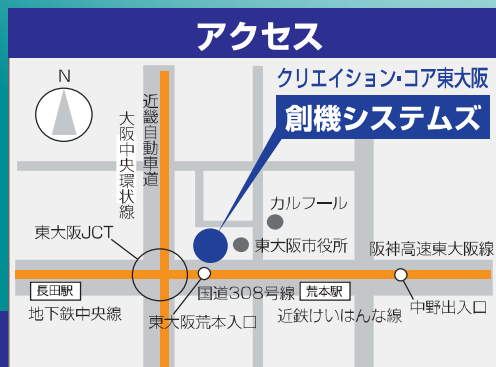 アクセス
N
クリエイション・コア東大阪
創機システムズ
近畿自動車道
大阪中央環状線
カルフール
東大阪JCT
東大阪市役所
阪神高速東大阪線
長田駅
国道308号線
荒本駅
地下鉄中央線
東大阪荒本入口
近鉄けいはんな線
中野出入口